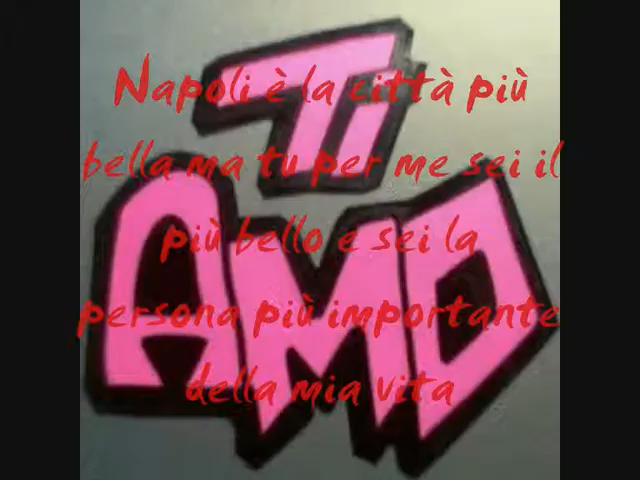 Napoli è la città più
bella ma tu per me sei il
più bello e sei la
persona più importante
della mia vita
TI
AMO